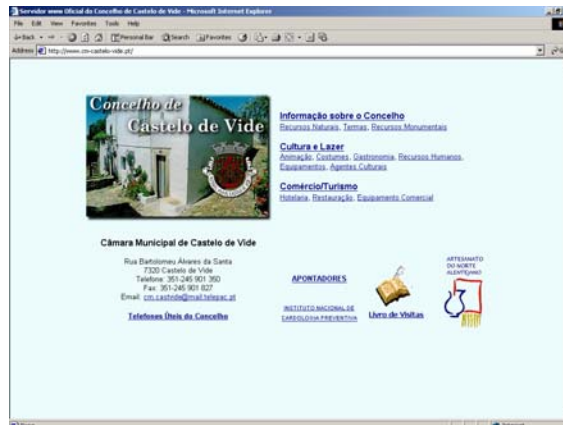 Servidor www Oficial do Concelho de Castelo de Vide - Microsoft Internet Explorer
File Edit View Favorites Tools Help
Back Personal Bar Search Favorites
Address http://www.cm-castelo-vide.pt/
Concelho de
Castelo de Vide
Informação sobre o Concelho
Recursos Naturais, Termas, Recursos Monumentais
Cultura e Lazer
Animação, Costumes, Gastronomia, Recursos Humanos,
Equipamentos, Agentes Culturais
Comércio/Turismo
Hotelaria, Restauração, Equipamento Comercial
Câmara Municipal de Castelo de Vide
Rua Bartolomeu Álvares da Santa
7320 Castelo de Vide
Telefone: 351-245 901 350
Fax: 351-245 901 827
Email: cm.castvide@mail.telepac.pt
Telefones Úteis do Concelho
APONTADORES
INSTITUTO NACIONAL DE
CARDIOLOGIA PREVENTIVA
Livro de Visitas
ARTESANATO
DO NORTE
ALENTEJANO